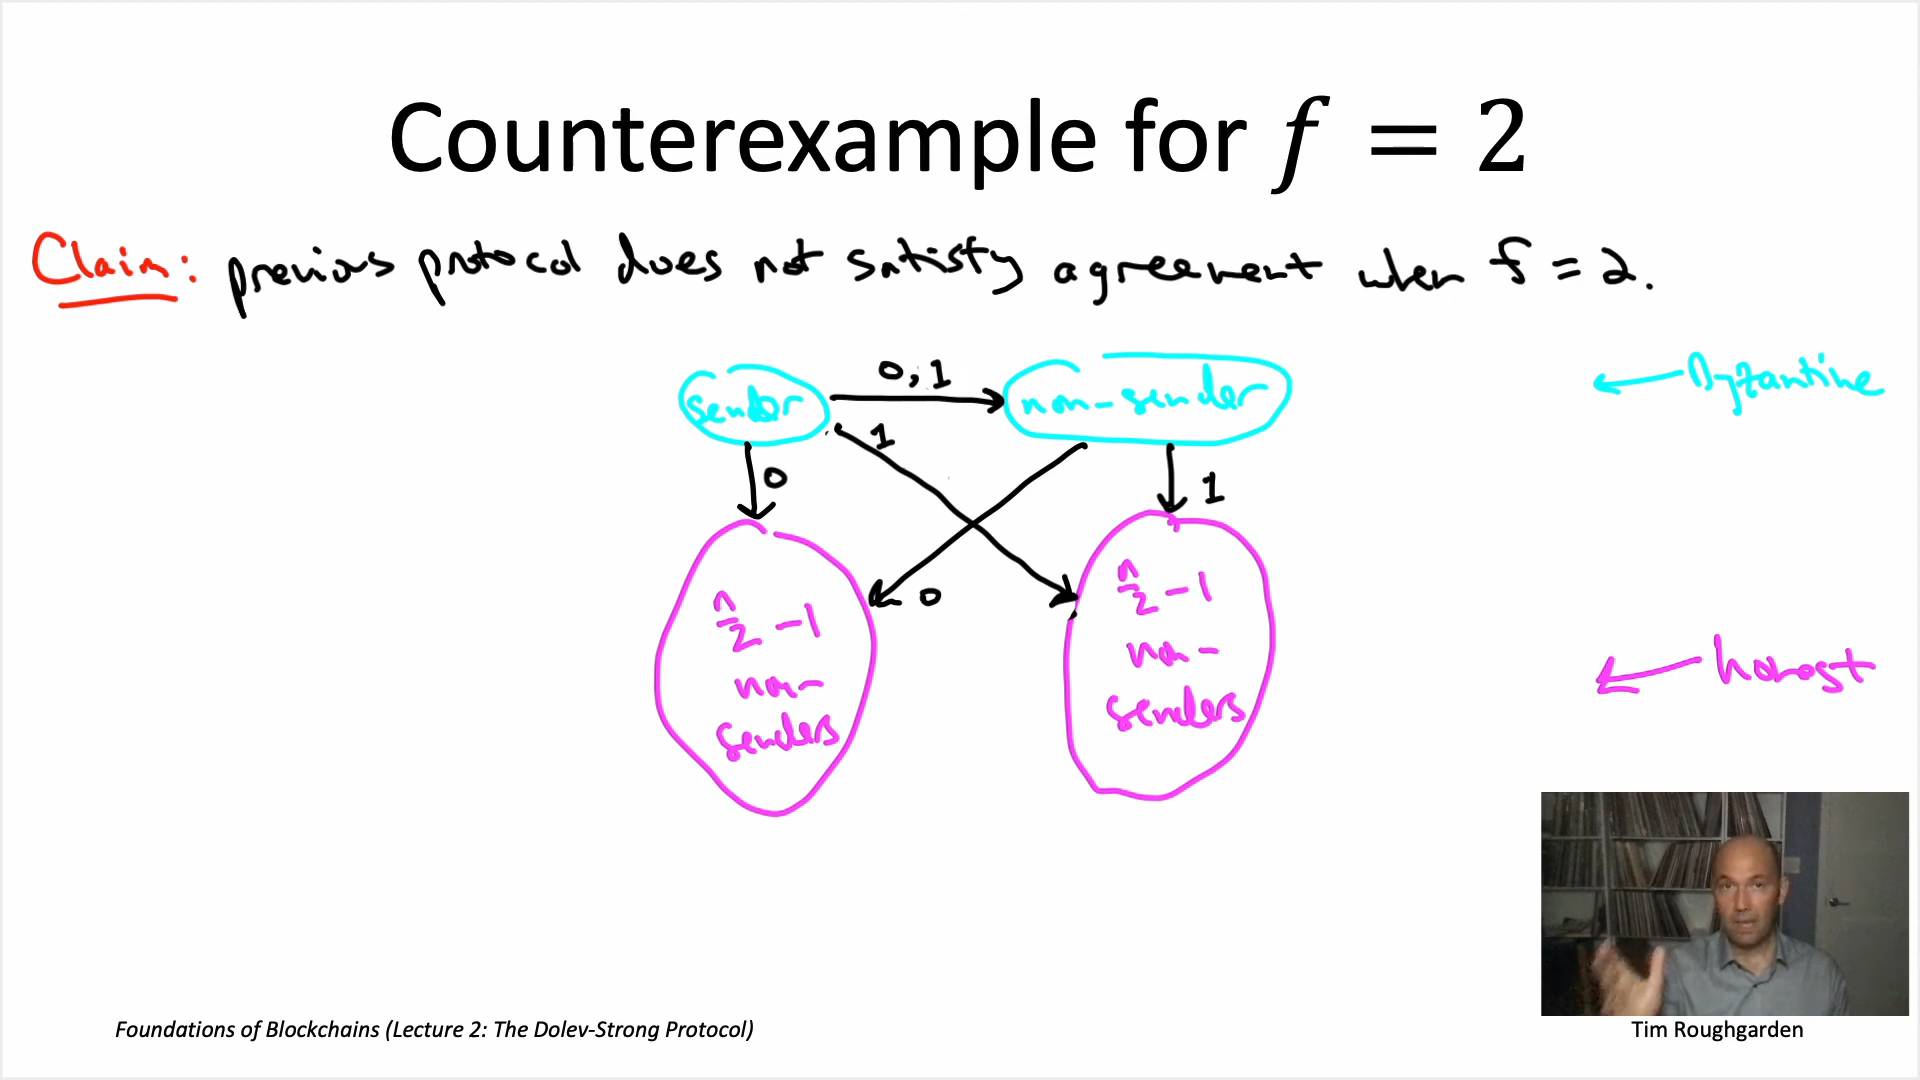 Counterexample for f = 2
Claim: previous protocol does not satisfy agreement when f = 2.
0,1
sender
non-sender
← Byzantine
1
0
1
0
n/2 - 1
non-
senders
n/2 - 1
non-
senders
← honest
Foundations of Blockchains (Lecture 2: The Dolev-Strong Protocol)
Tim Roughgarden